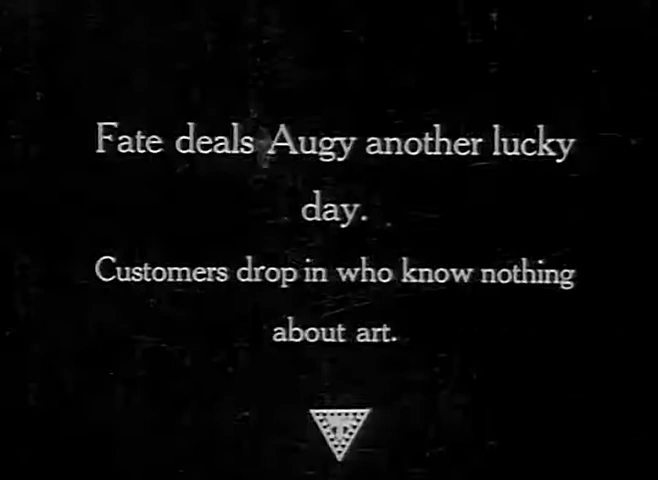 Fate deals Augy another lucky
day.
Customers drop in who know nothing
about art.